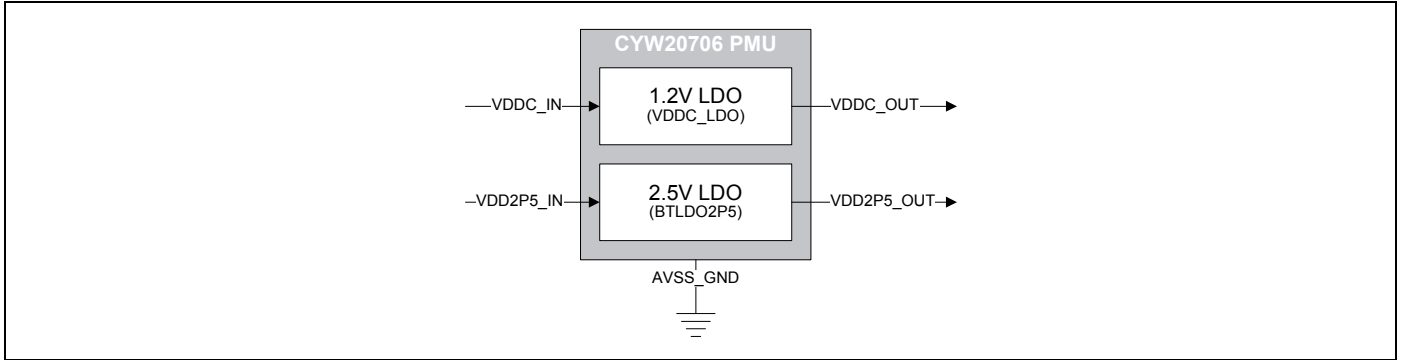 CYW20706 PMU
VDDC_IN
1.2V LDO
(VDDC_LDO)
VDDC_OUT
VDD2P5_IN
2.5V LDO
(BTLDO2P5)
VDD2P5_OUT
AVSS_GND